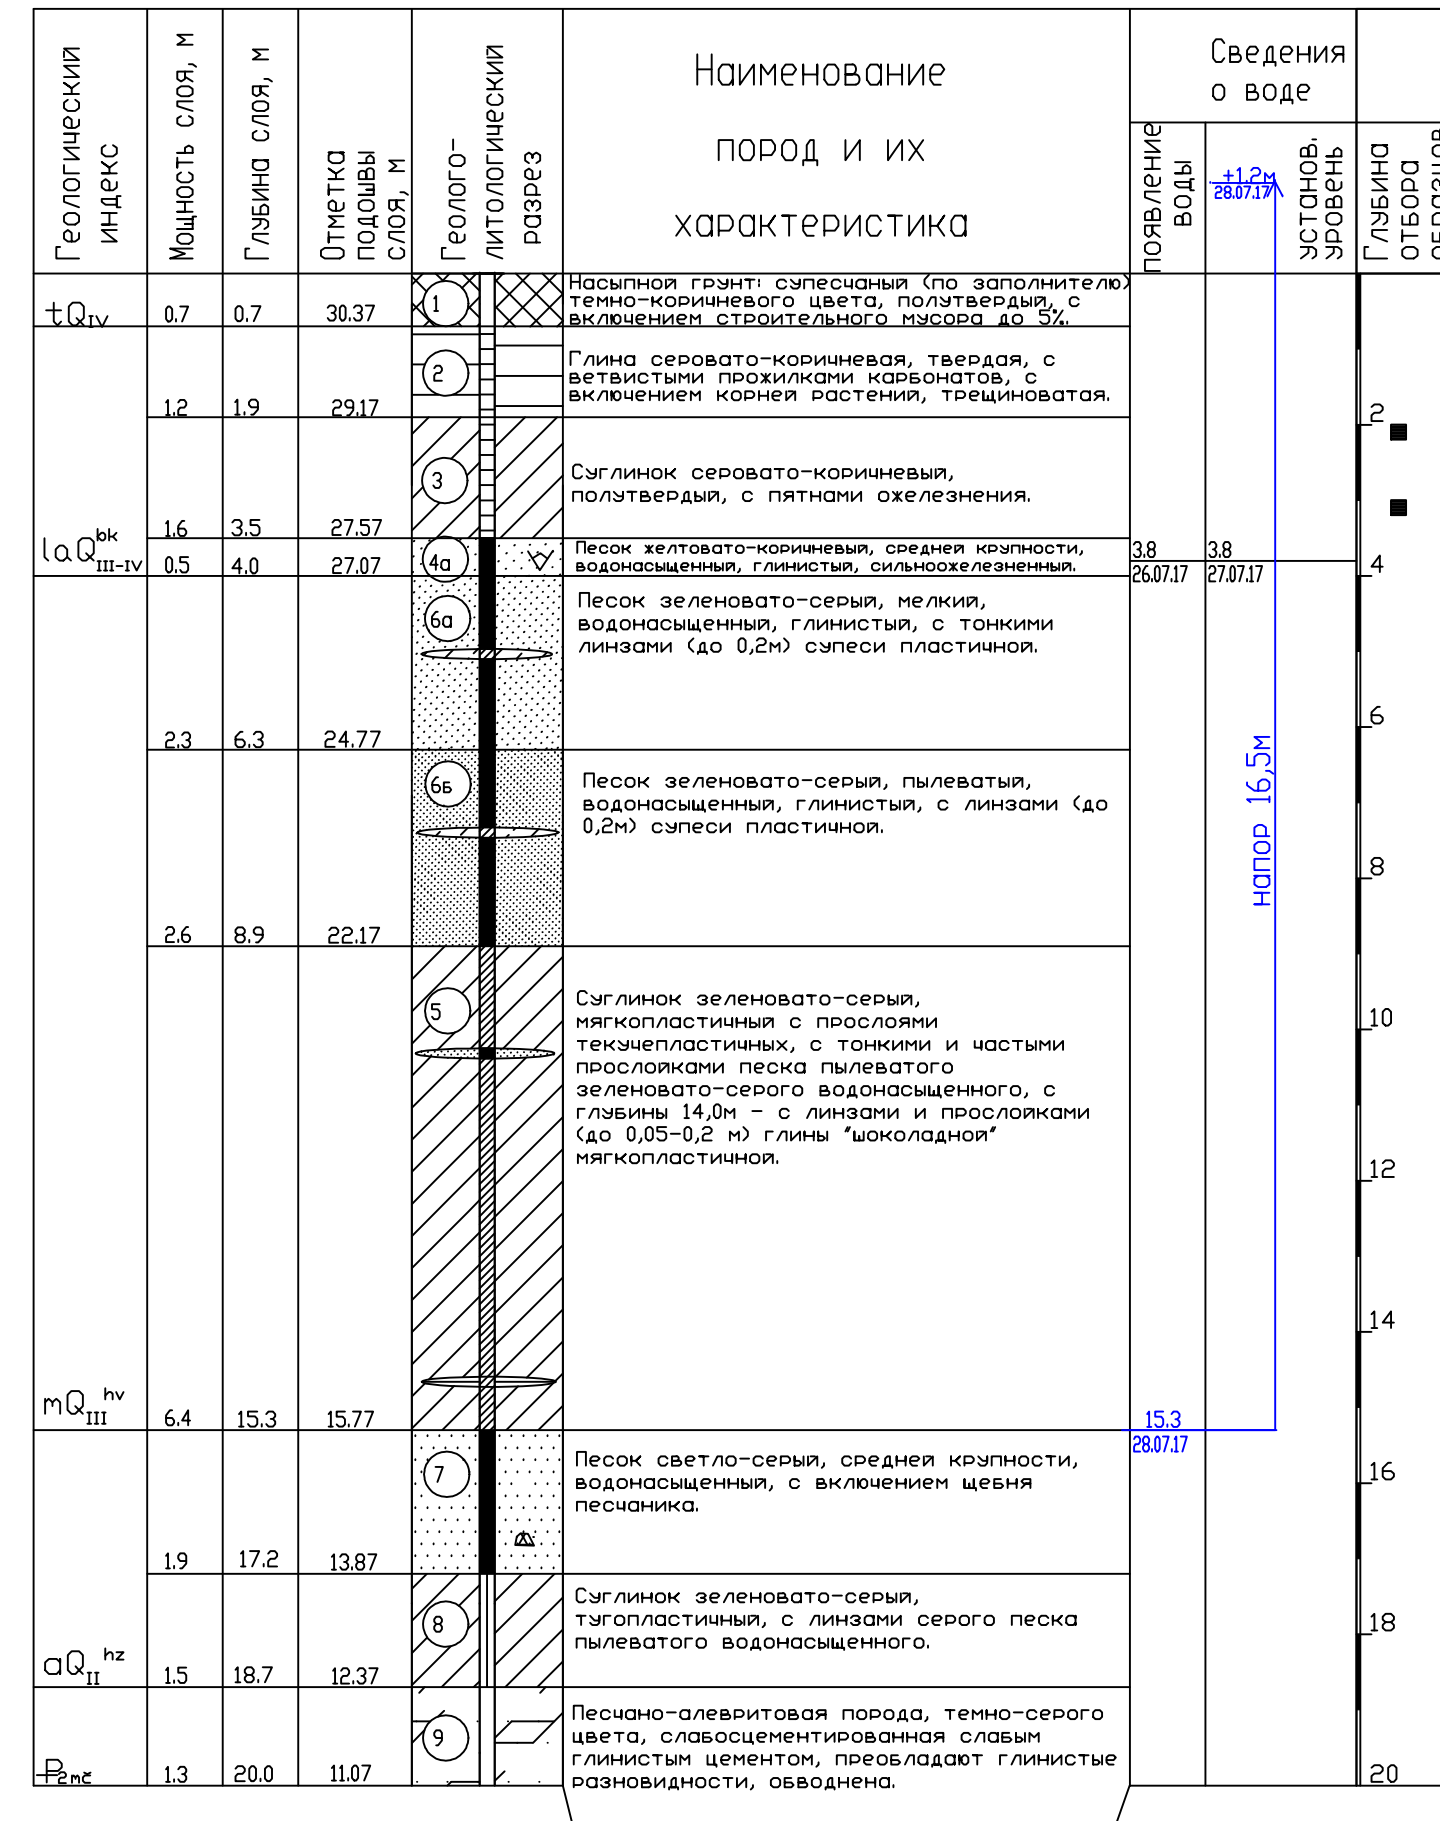 Геологический
индекс
Мощность слоя, м
Глубина слоя, м
Отметка
подошвы
слоя, м
Геолого-
литологический
разрез
Наименование
пород и их
характеристика
Сведения
о воде
появление
воды
установ.
уровень
+1.2м
28.07.17
Глубина
отбора
образцов
tQIV
0.7
0.7
30.37
1
Насыпной грунт: супесчаный (по заполнителю)
темно-коричневого цвета, полутвердый, с
включением строительного мусора до 5%.
2
Глина серовато-коричневая, твердая, с
ветвистыми прожилками карбонатов, с
включением корней растений, трещиноватая.
1.2
1.9
29.17
2
3
Суглинок серовато-коричневый,
полутвердый, с пятнами ожелезнения.
1.6
3.5
27.57
laQ bk III-IV
0.5
4.0
27.07
4а
Песок желтовато-коричневый, средней крупности,
водонасыщенный, глинистый, сильноожелезненный.
3.8
26.07.17
3.8
27.07.17
4
6а
Песок зеленовато-серый, мелкий,
водонасыщенный, глинистый, с тонкими
линзами (до 0,2м) супеси пластичной.
2.3
6.3
24.77
6
напор 16,5м
6б
Песок зеленовато-серый, пылеватый,
водонасыщенный, глинистый, с линзами (до
0,2м) супеси пластичной.
8
2.6
8.9
22.17
5
Суглинок зеленовато-серый,
мягкопластичный с прослоями
текучепластичных, с тонкими и частыми
прослойками песка пылеватого
зеленовато-серого водонасыщенного, с
глубины 14,0м - с линзами и прослойками
(до 0,05-0,2 м) глины "шоколадной"
мягкопластичной.
10
12
14
mQIII hv
6.4
15.3
15.77
15.3
28.07.17
7
Песок светло-серый, средней крупности,
водонасыщенный, с включением щебня
песчаника.
16
1.9
17.2
13.87
8
Суглинок зеленовато-серый,
тугопластичный, с линзами серого песка
пылеватого водонасыщенного.
18
aQII hz
1.5
18.7
12.37
9
Песчано-алевритовая порода, темно-серого
цвета, слабосцементированная слабым
глинистым цементом, преобладают глинистые
разновидности, обводнена.
P2mč
1.3
20.0
11.07
20